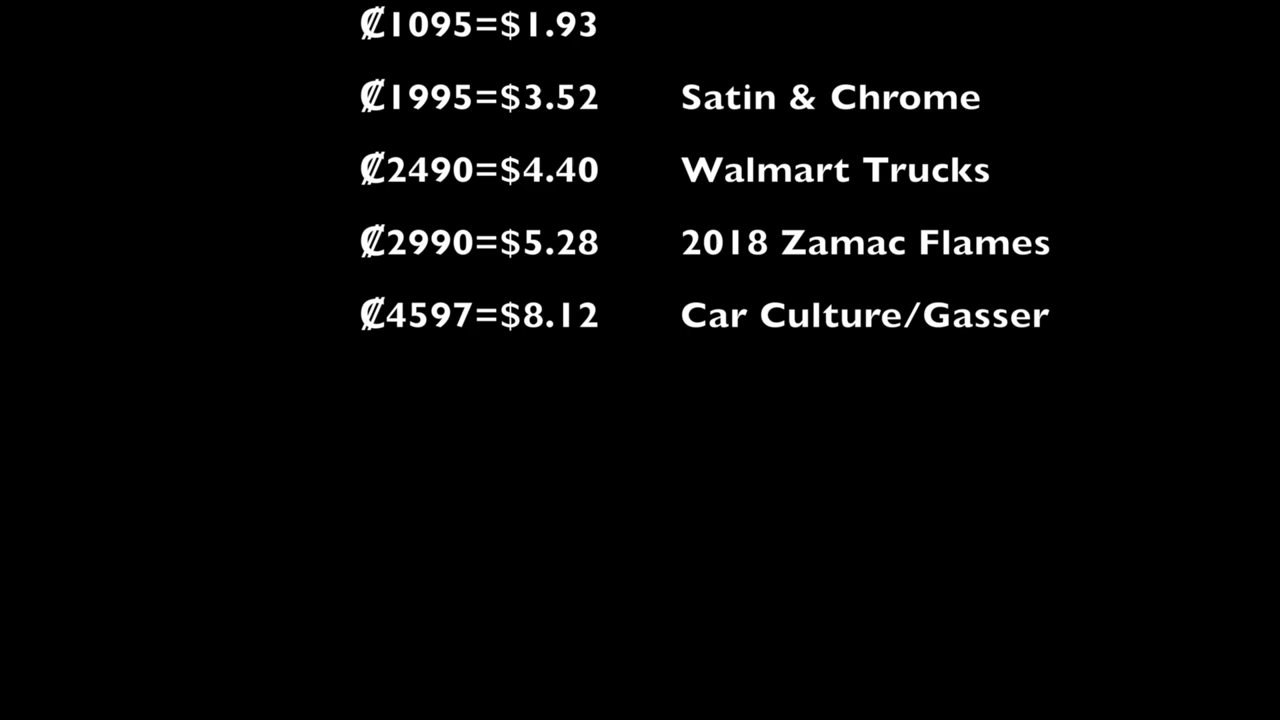 ₡1095=$1.93
₡1995=$3.52 Satin & Chrome
₡2490=$4.40 Walmart Trucks
₡2990=$5.28 2018 Zamac Flames
₡4597=$8.12 Car Culture/Gasser